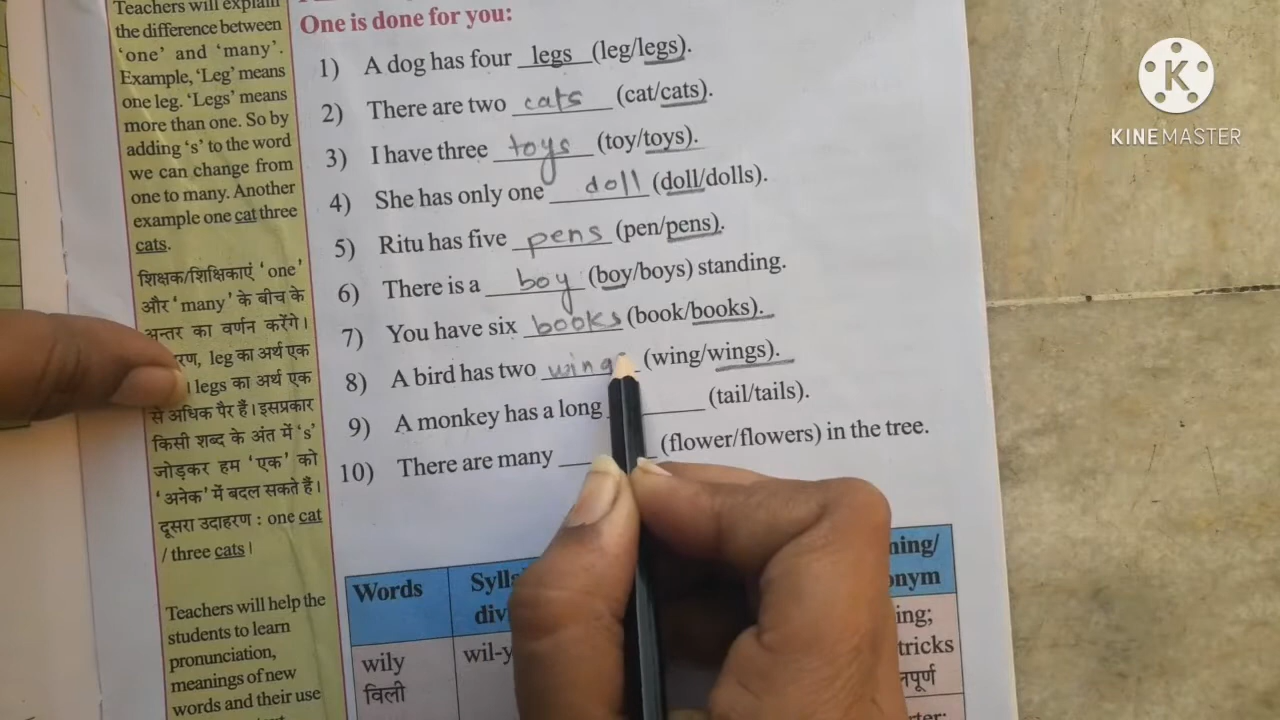 Teachers will explain
the difference between
'one' and 'many'.
Example, 'Leg' means
one leg. 'Legs' means
more than one. So by
adding 's' to the word
we can change from
one to many. Another
example one cat three
cats.
शिक्षक/शिक्षिकाएं 'one'
और 'many' के बीच के
अन्तर का वर्णन करेंगे।
leg का अर्थ एक
legs का अर्थ एक
से अधिक पैर हैं। इसप्रकार
किसी शब्द के अंत में 's'
जोड़कर हम 'एक' को
'अनेक' में बदल सकते हैं।
दूसरा उदाहरण : one cat
/ three cats।
Teachers will help the
students to learn
pronunciation,
meanings of new
words and their use
One is done for you:
1) A dog has four legs (leg/legs).
2) There are two cats (cat/cats).
3) I have three toys (toy/toys).
4) She has only one doll (doll/dolls).
5) Ritu has five pens (pen/pens).
6) There is a boy (boy/boys) standing.
7) You have six books (book/books).
8) A bird has two wing (wing/wings).
9) A monkey has a long (tail/tails).
10) There are many (flower/flowers) in the tree.
Words
wily
विली
wil-y
tricks
KINEMASTER